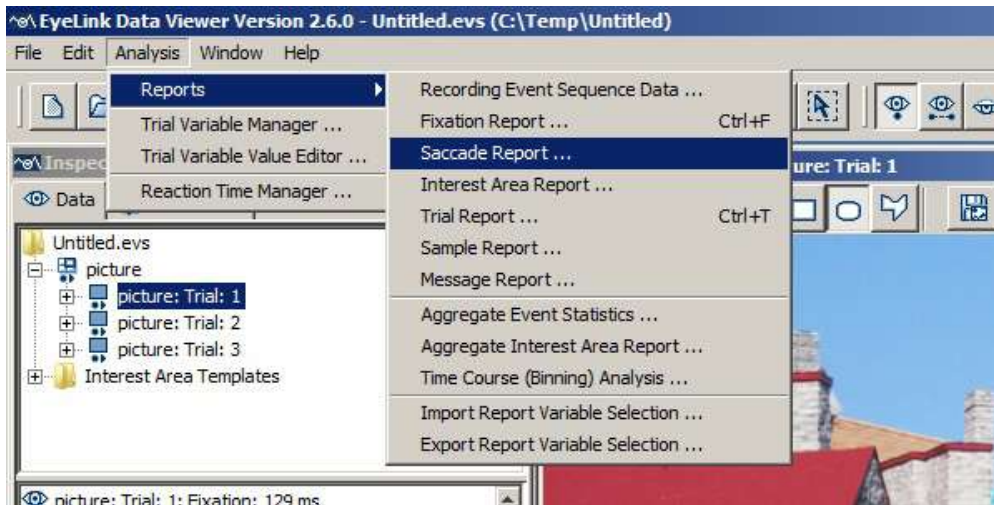 EyeLink Data Viewer Version 2.6.0 - Untitled.evs (C:\Temp\Untitled)
File Edit Analysis Window Help
Reports
Trial Variable Manager ...
Trial Variable Value Editor ...
Reaction Time Manager ...
Recording Event Sequence Data ...
Fixation Report ... Ctrl+F
Saccade Report ...
Interest Area Report ...
Trial Report ... Ctrl+T
Sample Report ...
Message Report ...
Aggregate Event Statistics ...
Aggregate Interest Area Report ...
Time Course (Binning) Analysis ...
Import Report Variable Selection ...
Export Report Variable Selection ...
Inspec
ure: Trial: 1
Data
Untitled.evs
picture
picture: Trial: 1
picture: Trial: 2
picture: Trial: 3
Interest Area Templates
picture: Trial: 1: Fixation: 129 ms